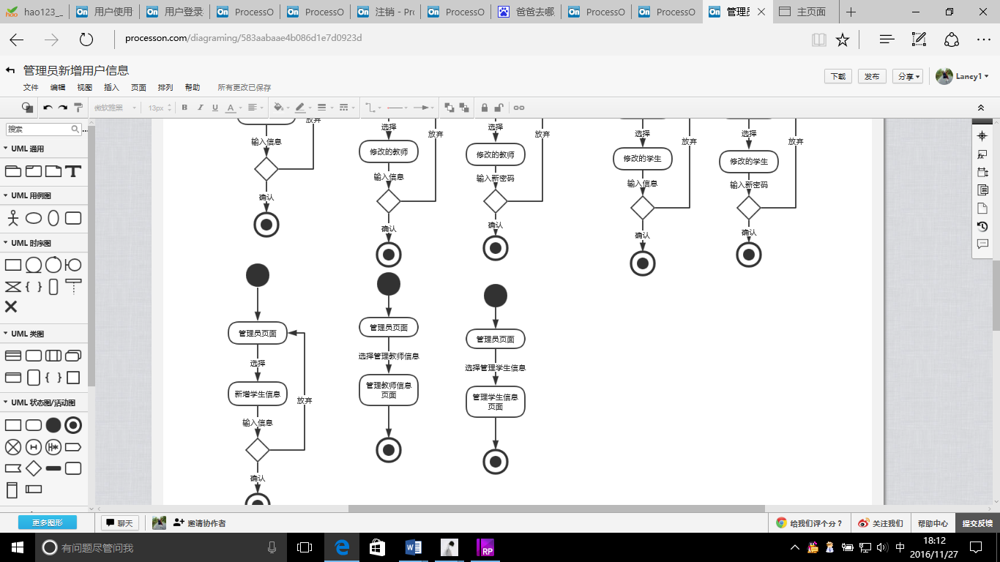 hao123_
用户使用
用户登录
ProcessO
ProcessO
注销 - Pro
ProcessO
爸爸去哪
ProcessO
ProcessO
管理员
主页面
processon.com/diagraming/583aabaae4b086d1e7d0923d
管理员新增用户信息
文件 编辑 视图 插入 页面 排列 帮助 所有更改已保存
下载 发布 分享 Lancy1
微软雅黑 13px B I U A
搜索
UML 通用
UML 用例图
UML 时序图
UML 类图
UML 状态图/活动图
更多图形
输入信息
放弃
确认
选择
修改的教师
输入信息
放弃
确认
选择
修改的教师
输入新密码
放弃
确认
选择
修改的学生
输入信息
放弃
确认
选择
修改的学生
输入新密码
放弃
确认
管理员页面
选择
新增学生信息
输入信息
放弃
确认
管理员页面
选择管理教师信息
管理教师信息
页面
管理员页面
选择管理学生信息
管理学生信息
页面
聊天
邀请协作者
给我们评个分？
关注我们
帮助中心
提交反馈
有问题尽管问我
RP
中
18:12
2016/11/27